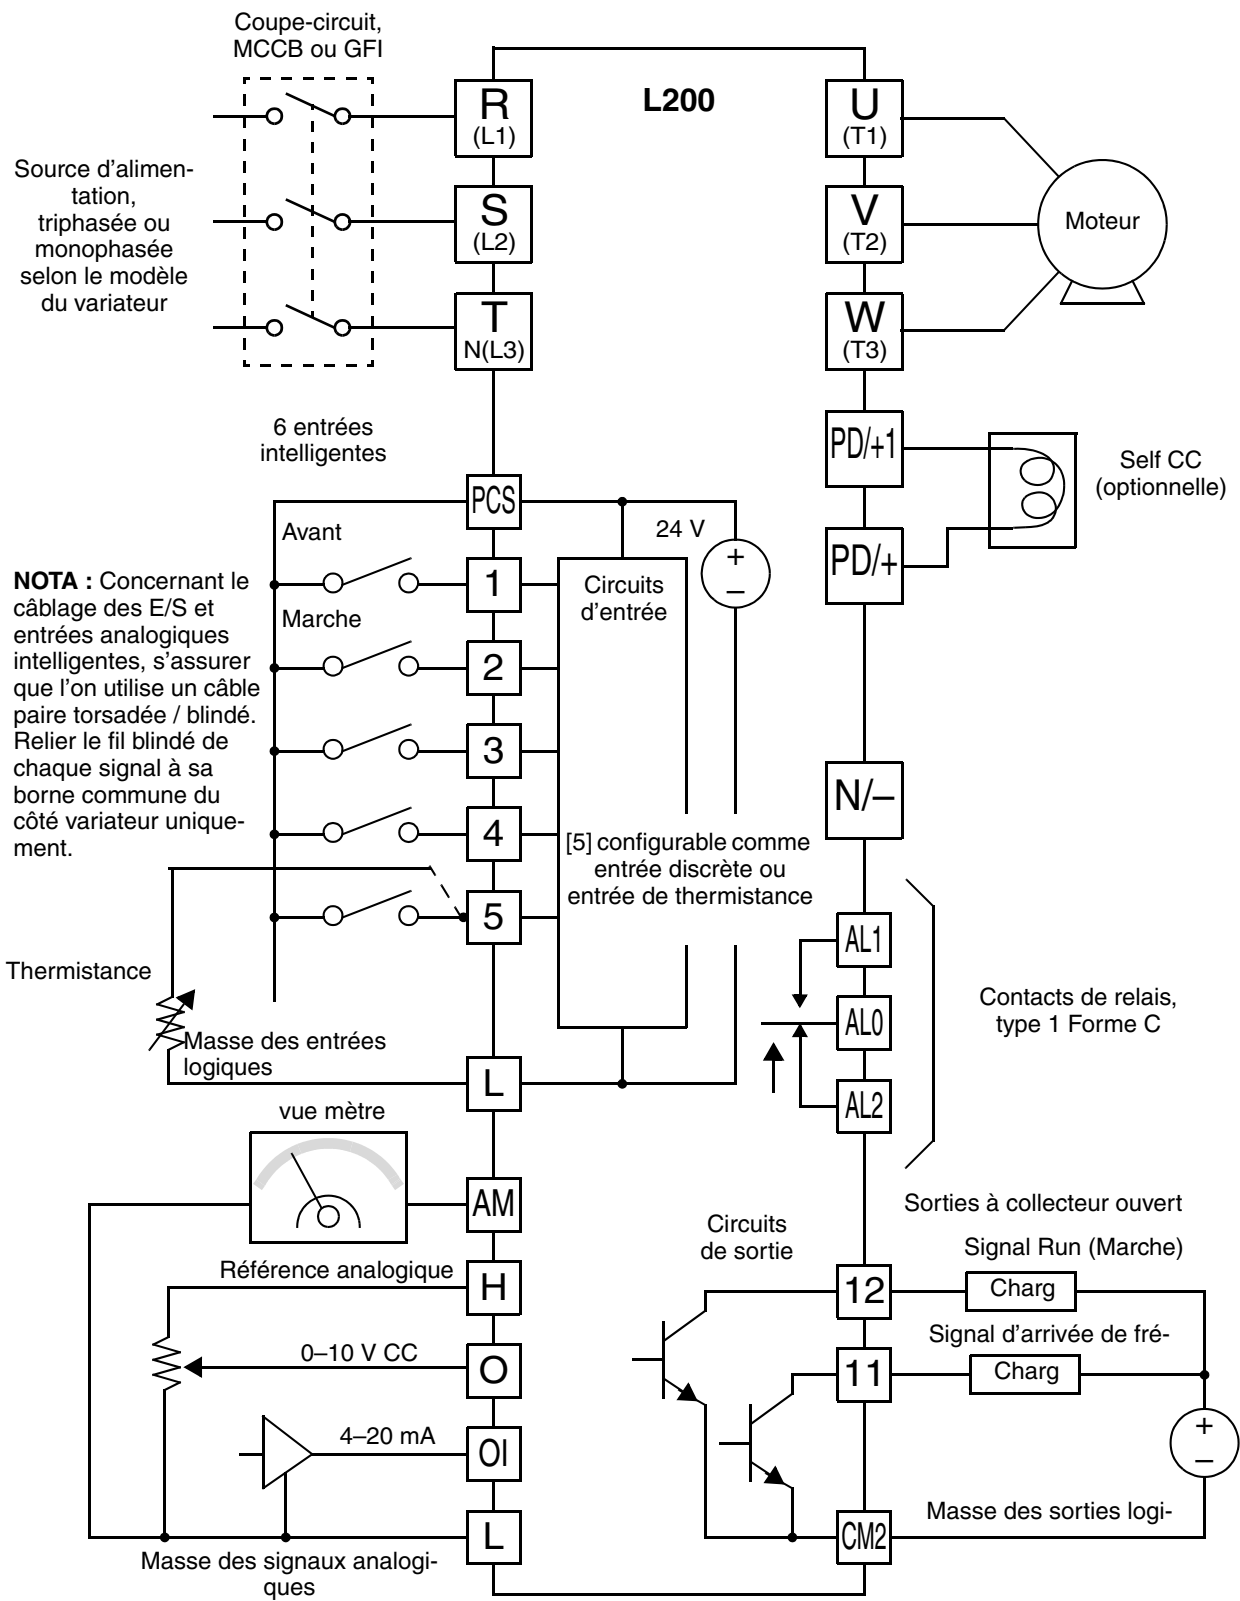 Coupe-circuit,
MCCB ou GFI
L200
R
(L1)
U
(T1)
Source d'alimen-
tation,
triphasée ou
monophasée
selon le modèle
du variateur
S
(L2)
V
(T2)
Moteur
T
N(L3)
W
(T3)
6 entrées
intelligentes
PD/+1
Self CC
(optionnelle)
PCS
Avant
24 V
+
–
PD/+
NOTA : Concernant le
câblage des E/S et
entrées analogiques
intelligentes, s'assurer
que l'on utilise un câble
paire torsadée / blindé.
Relier le fil blindé de
chaque signal à sa
borne commune du
côté variateur unique-
ment.
1
Circuits
d'entrée
Marche
2
3
4
N/–
[5] configurable comme
entrée discrète ou
entrée de thermistance
5
AL1
Thermistance
AL0
Contacts de relais,
type 1 Forme C
Masse des entrées
logiques
L
AL2
vue mètre
AM
Circuits
de sortie
Sorties à collecteur ouvert
Signal Run (Marche)
Référence analogique
H
12
Charg
Signal d'arrivée de fré-
0–10 V CC
O
11
Charg
4–20 mA
OI
+
–
L
CM2
Masse des sorties logi-
Masse des signaux analogi-
ques